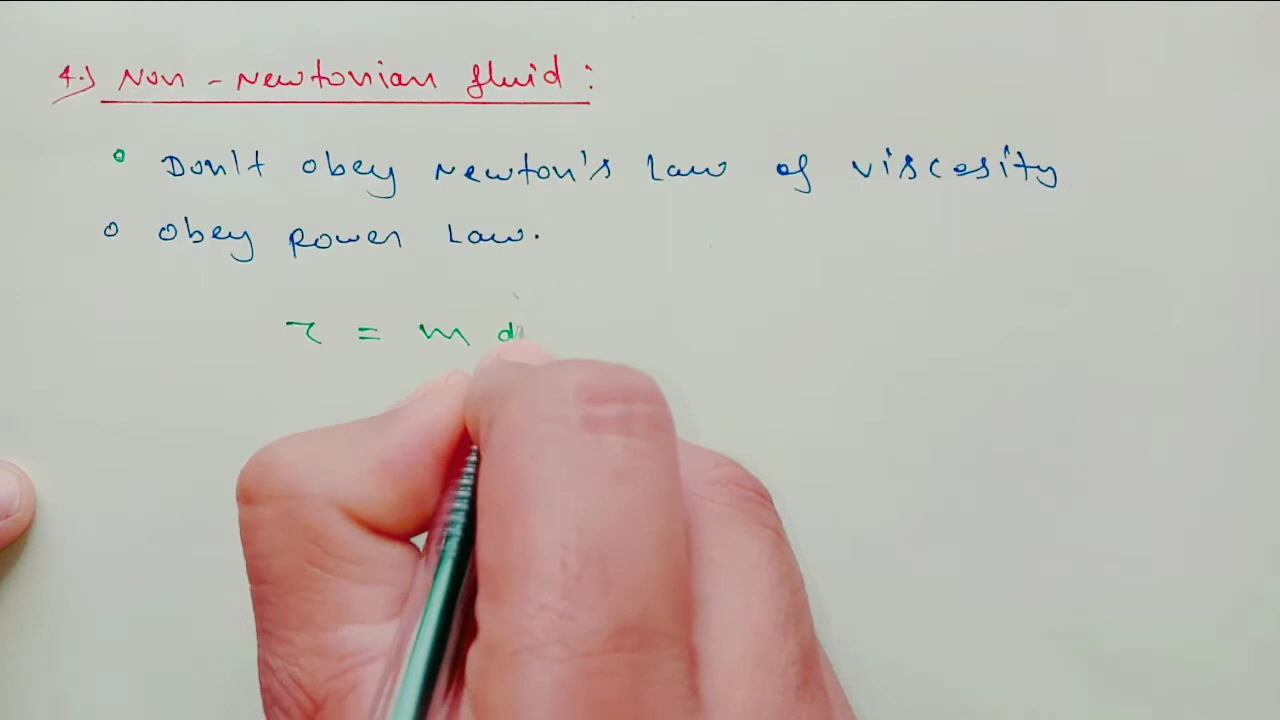 4.) Non - Newtonian fluid :
Don't obey Newton's Law of viscosity
obey power Law.
τ = m d